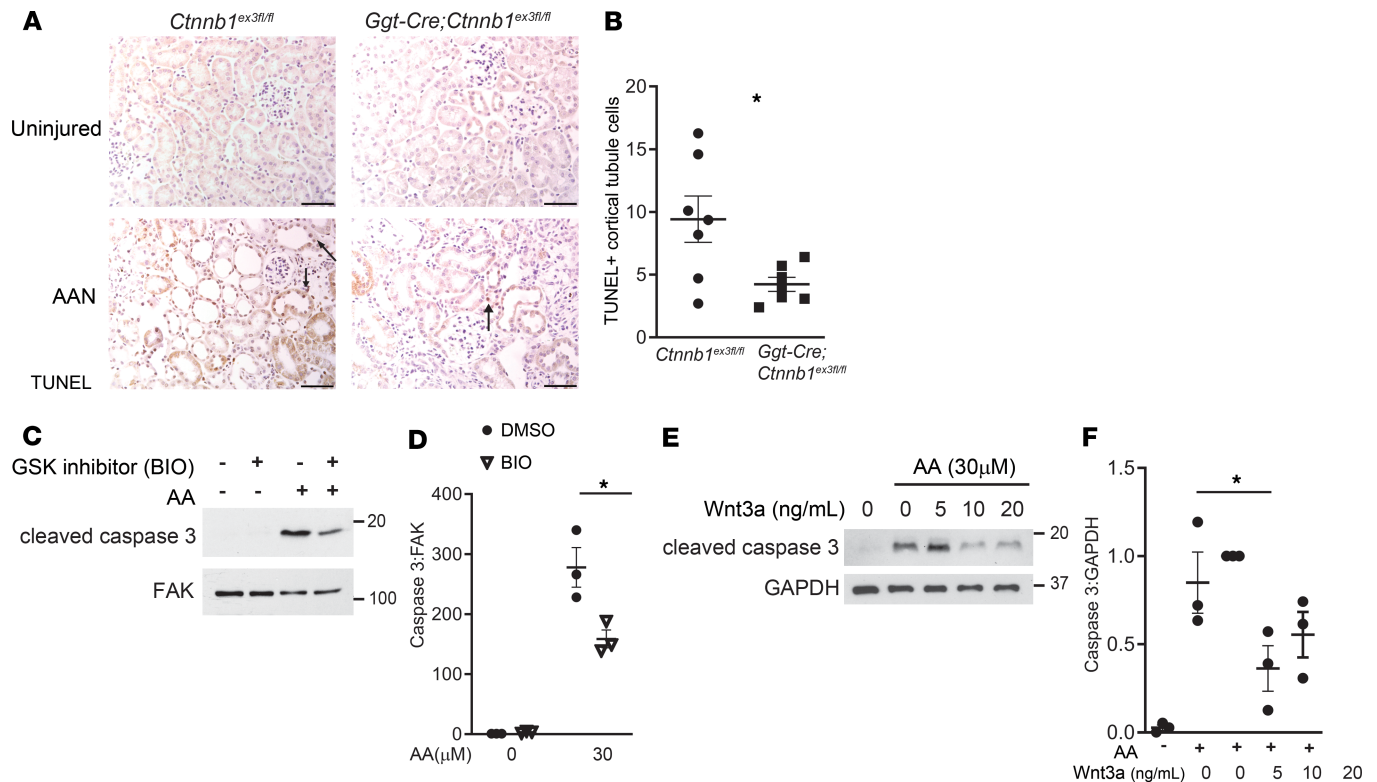 A
Ctnnb1ex3fl/fl
Ggt-Cre;Ctnnb1ex3fl/fl
Uninjured
AAN
TUNEL
B
TUNEL+ cortical tubule cells
20
15
10
5
0
*
Ctnnb1ex3fl/fl
Ggt-Cre;
Ctnnb1ex3fl/fl
C
GSK inhibitor (BIO) - + - +
AA - - + +
cleaved caspase 3
20
FAK
100
D
DMSO
BIO
Caspase 3:FAK
400
300
200
100
0
*
AA(μM) 0 30
E
AA (30μM)
Wnt3a (ng/mL) 0 0 5 10 20
cleaved caspase 3
20
GAPDH
37
F
Caspase 3:GAPDH
1.5
1.0
0.5
0.0
*
AA - + + + +
Wnt3a (ng/mL) 0 0 5 10 20